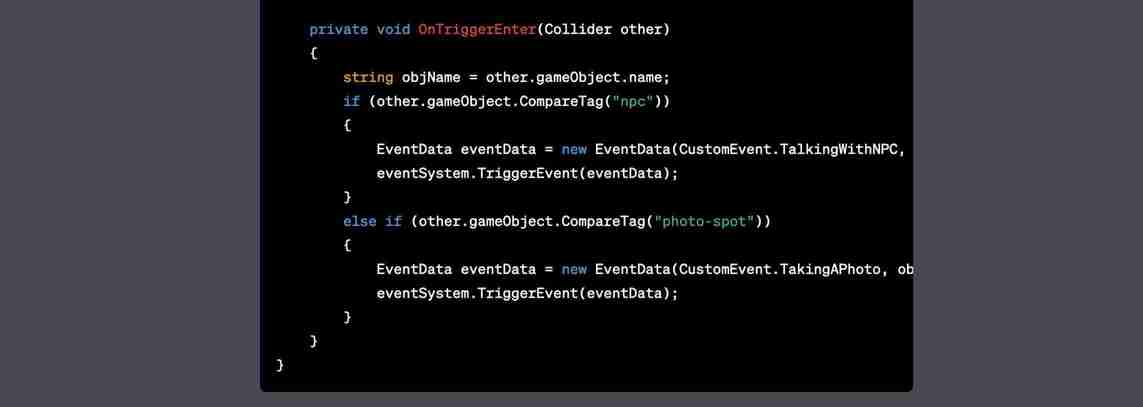 private void OnTriggerEnter(Collider other)
{
string objName = other.gameObject.name;
if (other.gameObject.CompareTag("npc"))
{
EventData eventData = new EventData(CustomEvent.TalkingWithNPC,
eventSystem.TriggerEvent(eventData);
}
else if (other.gameObject.CompareTag("photo-spot"))
{
EventData eventData = new EventData(CustomEvent.TakingAPhoto, ob
eventSystem.TriggerEvent(eventData);
}
}
}